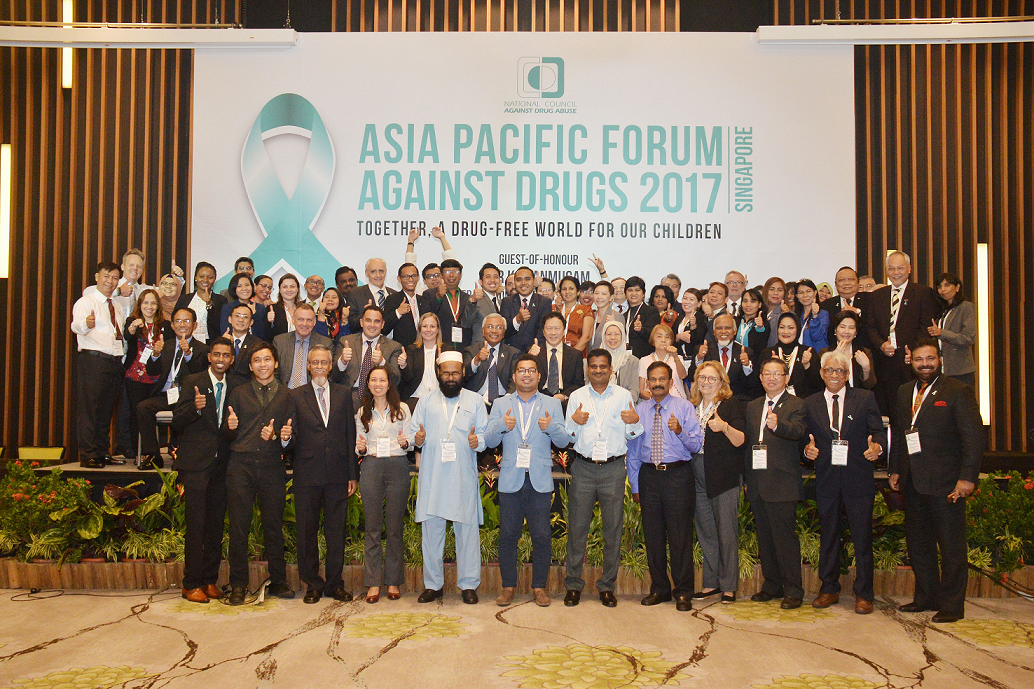 NATIONAL COUNCIL
AGAINST DRUG ABUSE
ASIA PACIFIC FORUM
AGAINST DRUGS 2017
SINGAPORE
TOGETHER, A DRUG-FREE WORLD FOR OUR CHILDREN
GUEST-OF-HONOUR